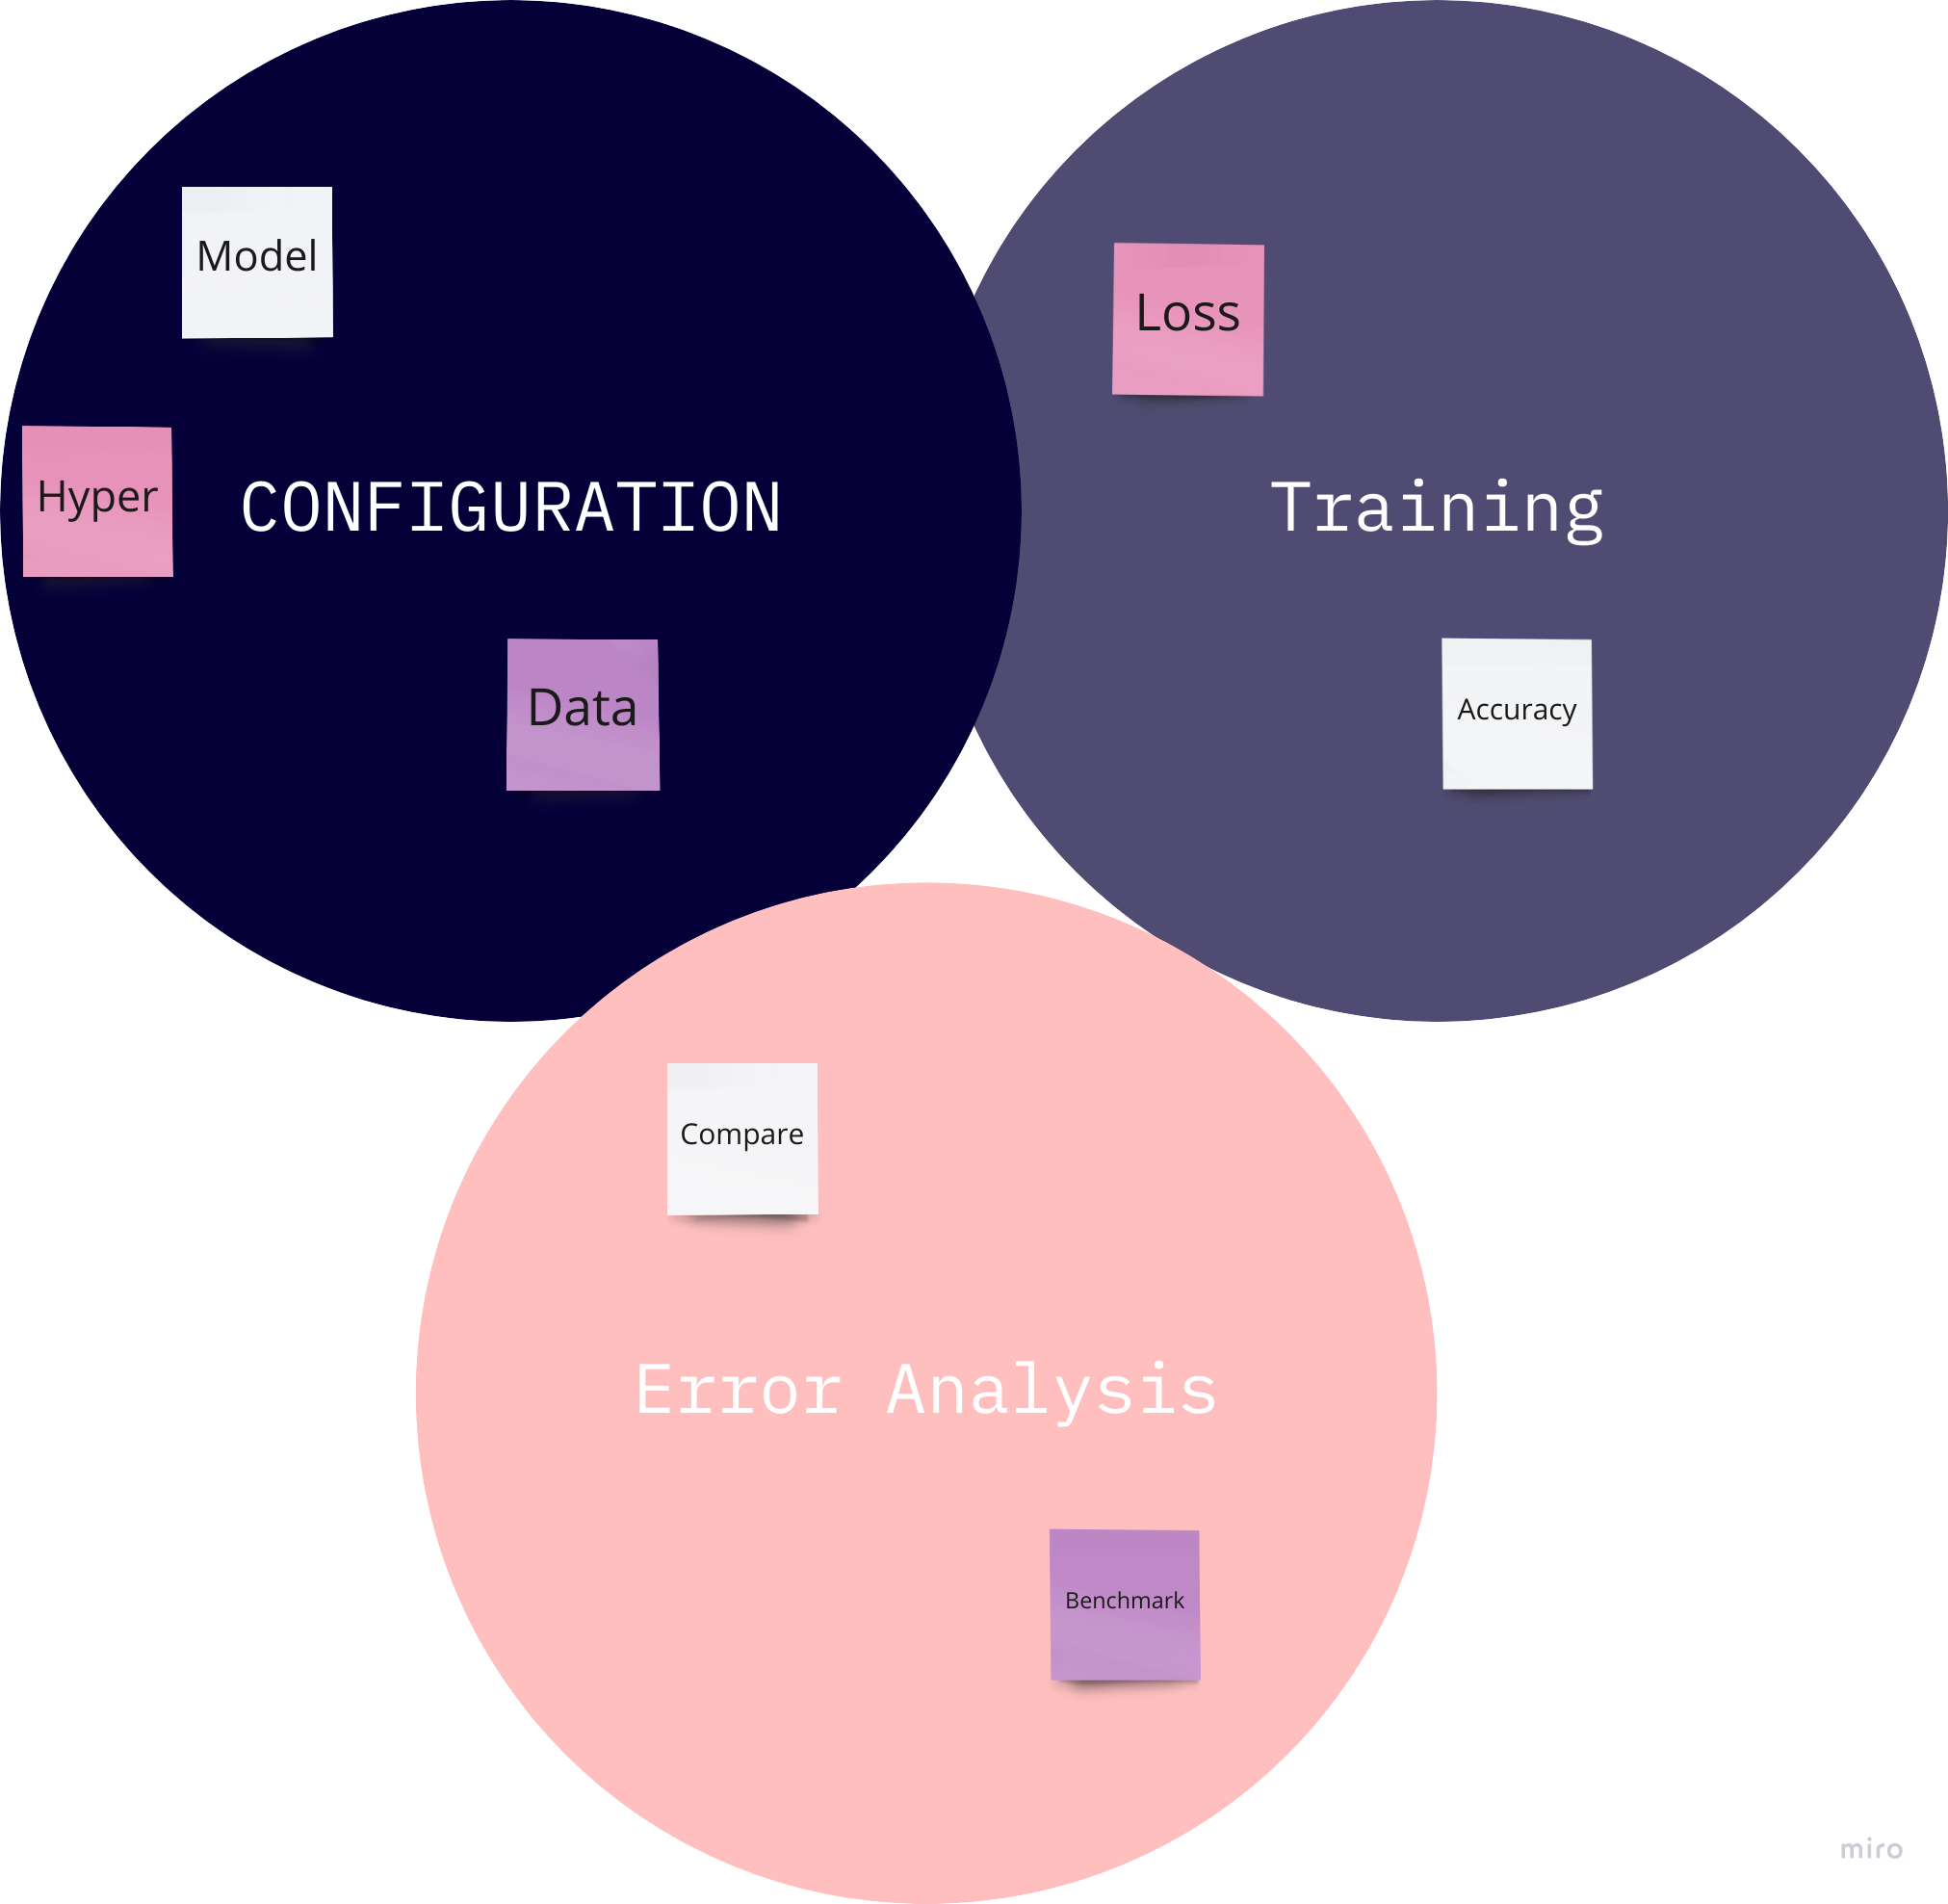 Model
Loss
Hyper
CONFIGURATION
Training
Data
Accuracy
Compare
Error Analysis
Benchmark
miro